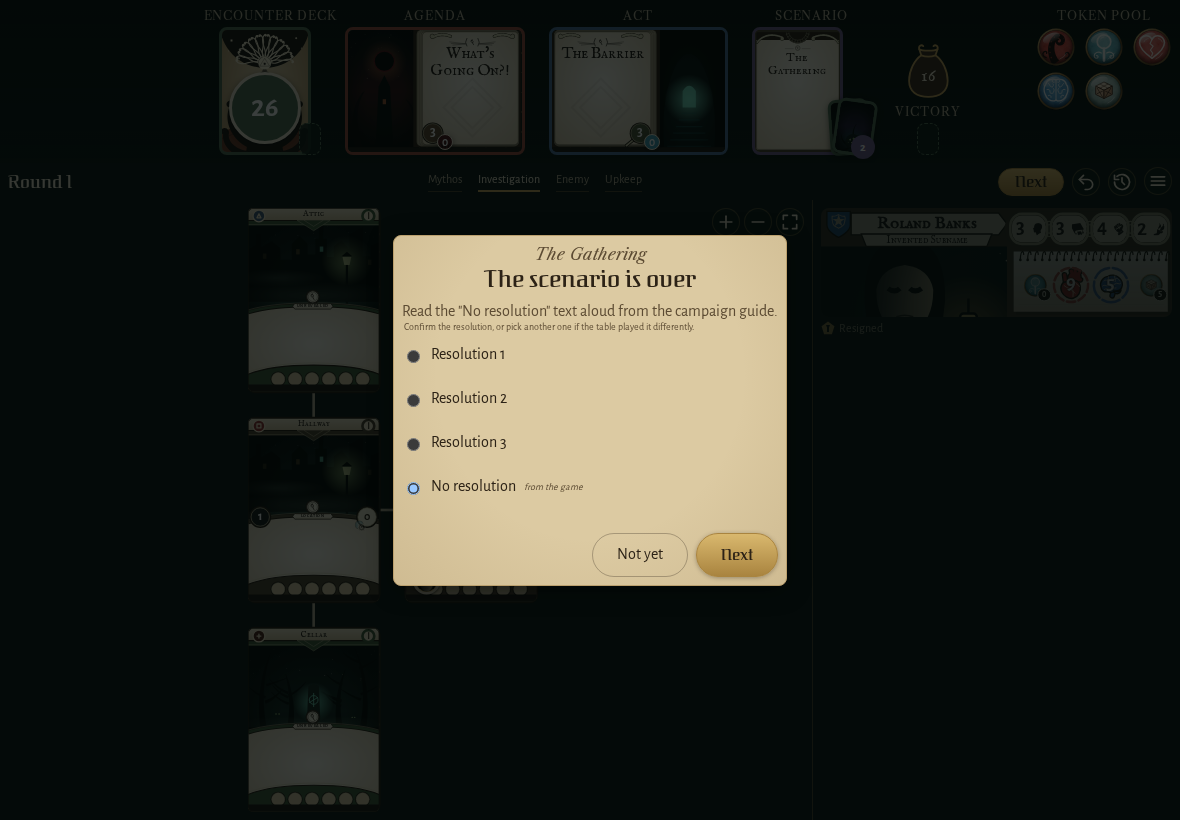 ENCOUNTER DECK
AGENDA
ACT
SCENARIO
TOKEN POOL
26
What's Going On?!
3
0
The Barrier
3
0
The Gathering
2
16
VICTORY
Round 1
Mythos
Investigation
Enemy
Upkeep
Next
Attic
Roland Banks
3
3
4
2
0
9
5
5
Resigned
The Gathering
The scenario is over
Read the "No resolution" text aloud from the campaign guide.
Confirm the resolution, or pick another one if the table played it differently.
Resolution 1
Resolution 2
Resolution 3
No resolution from the game
Not yet
Next
Hallway
1
0
Cellar